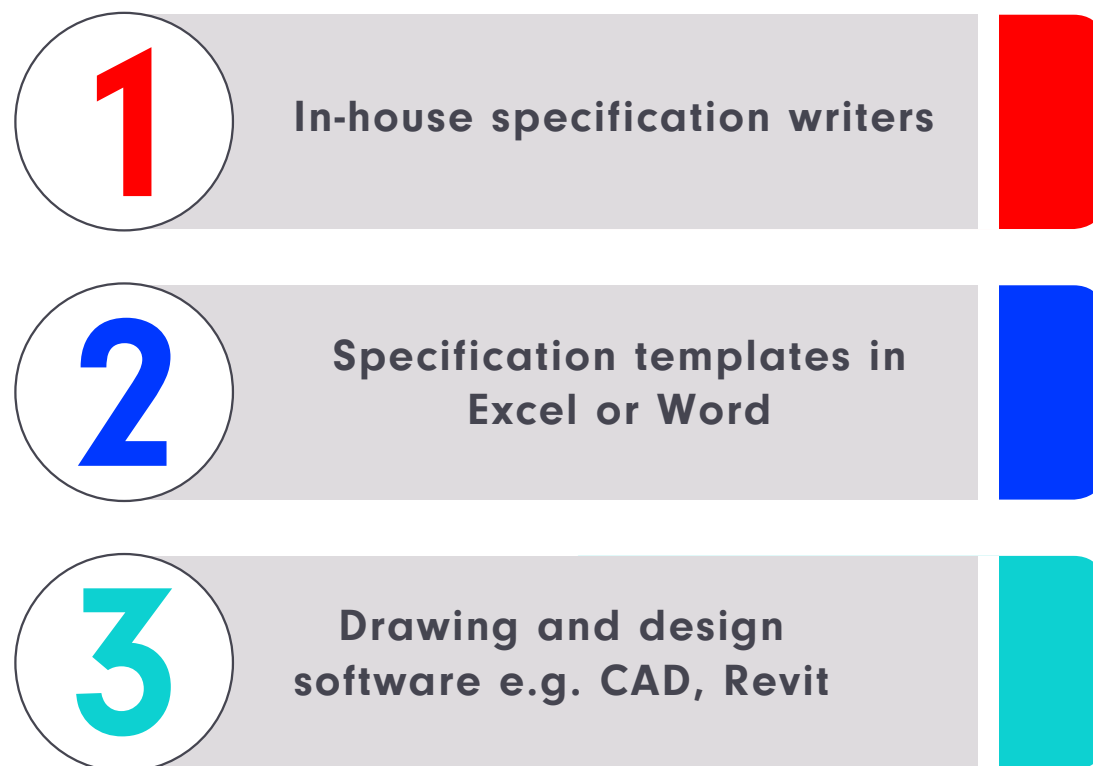 1
In-house specification writers
2
Specification templates in
Excel or Word
3
Drawing and design
software e.g. CAD, Revit